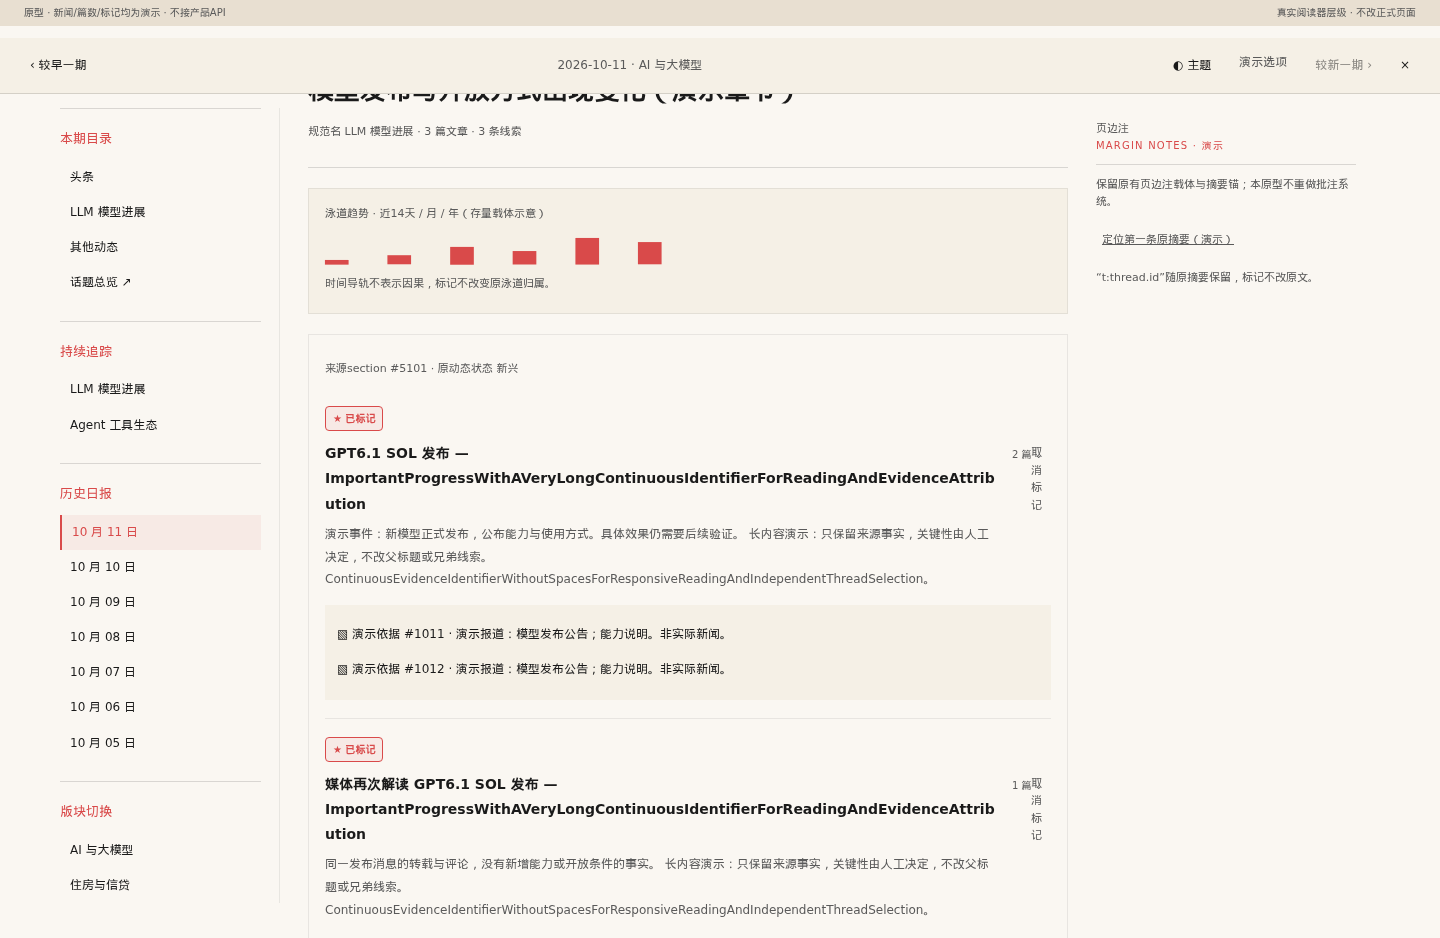 原型 · 新闻/篇数/标记均为演示 · 不接产品API
真实阅读器层级 · 不改正式页面
‹ 较早一期
2026-10-11 · AI 与大模型
◐ 主题
演示选项
较新一期 ›
×
本期目录
头条
LLM 模型进展
其他动态
话题总览 ↗
持续追踪
LLM 模型进展
Agent 工具生态
历史日报
10 月 11 日
10 月 10 日
10 月 09 日
10 月 08 日
10 月 07 日
10 月 06 日
10 月 05 日
版块切换
AI 与大模型
住房与信贷
模型发布与开放方式出现变化（演示章节）
规范名 LLM 模型进展 · 3 篇文章 · 3 条线索
泳道趋势 · 近14天 / 月 / 年（存量载体示意）
时间导轨不表示因果，标记不改变原泳道归属。
来源section #5101 · 原动态状态 新兴
★ 已标记
GPT6.1 SOL 发布 —
ImportantProgressWithAVeryLongContinuousIdentifierForReadingAndEvidenceAttrib
ution
2 篇
取
消
标
记
演示事件：新模型正式发布，公布能力与使用方式。具体效果仍需要后续验证。 长内容演示：只保留来源事实，关键性由人工
决定，不改父标题或兄弟线索。
ContinuousEvidenceIdentifierWithoutSpacesForResponsiveReadingAndIndependentThreadSelection。
▧ 演示依据 #1011 · 演示报道：模型发布公告；能力说明。非实际新闻。
▧ 演示依据 #1012 · 演示报道：模型发布公告；能力说明。非实际新闻。
★ 已标记
媒体再次解读 GPT6.1 SOL 发布 —
ImportantProgressWithAVeryLongContinuousIdentifierForReadingAndEvidenceAttrib
ution
1 篇
取
消
标
记
同一发布消息的转载与评论，没有新增能力或开放条件的事实。 长内容演示：只保留来源事实，关键性由人工决定，不改父标
题或兄弟线索。
ContinuousEvidenceIdentifierWithoutSpacesForResponsiveReadingAndIndependentThreadSelection。
页边注
MARGIN NOTES · 演示
保留原有页边注载体与摘要锚；本原型不重做批注系
统。
定位第一条原摘要（演示）
“t:thread.id”随原摘要保留，标记不改原文。